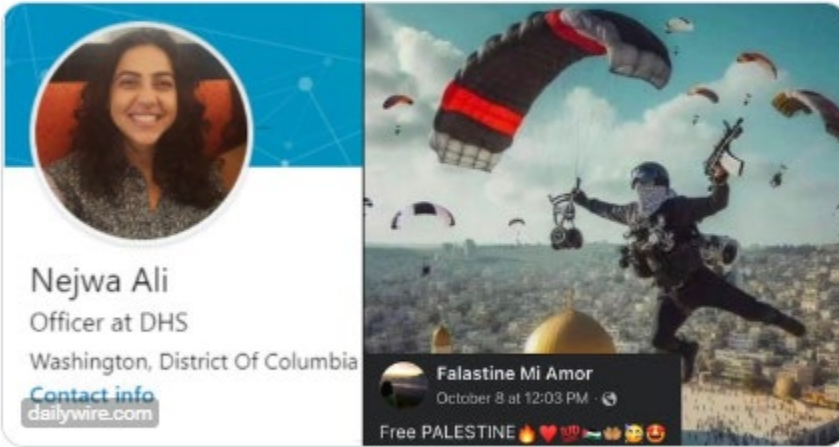 Nejwa Ali
Officer at DHS
Washington, District Of Columbia
Contact info
dailywire.com
Falastine Mi Amor
October 8 at 12:03 PM ·
Free PALESTINE🔥❤️💯🇵🇸🤲🏽🥰🤩